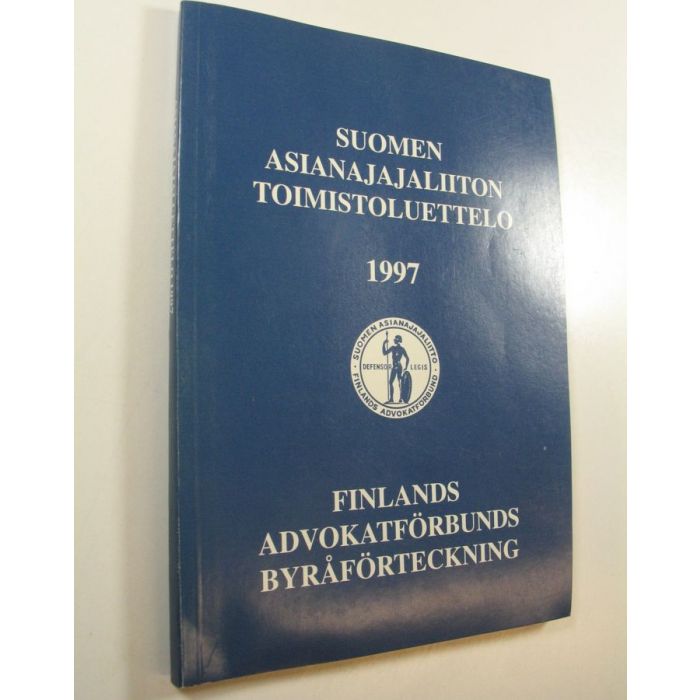 SUOMEN
ASIANAJAJALIITON
TOIMISTOLUETTELO
1997
SUOMEN ASIANAJAJALIITTO
DEFENSOR LEGIS
FINLANDS ADVOKATFÖRBUND
FINLANDS
ADVOKATFÖRBUNDS
BYRÅFÖRTECKNING